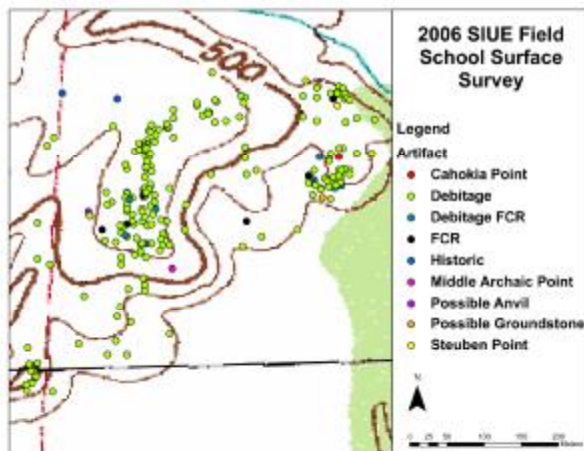 500
2006 SIUE Field
School Surface
Survey
Legend
Artifact
Cahokia Point
Debitage
Debitage FCR
FCR
Historic
Middle Archaic Point
Possible Anvil
Possible Groundstone
Steuben Point
N
0 25 50 100 150 200
Meters